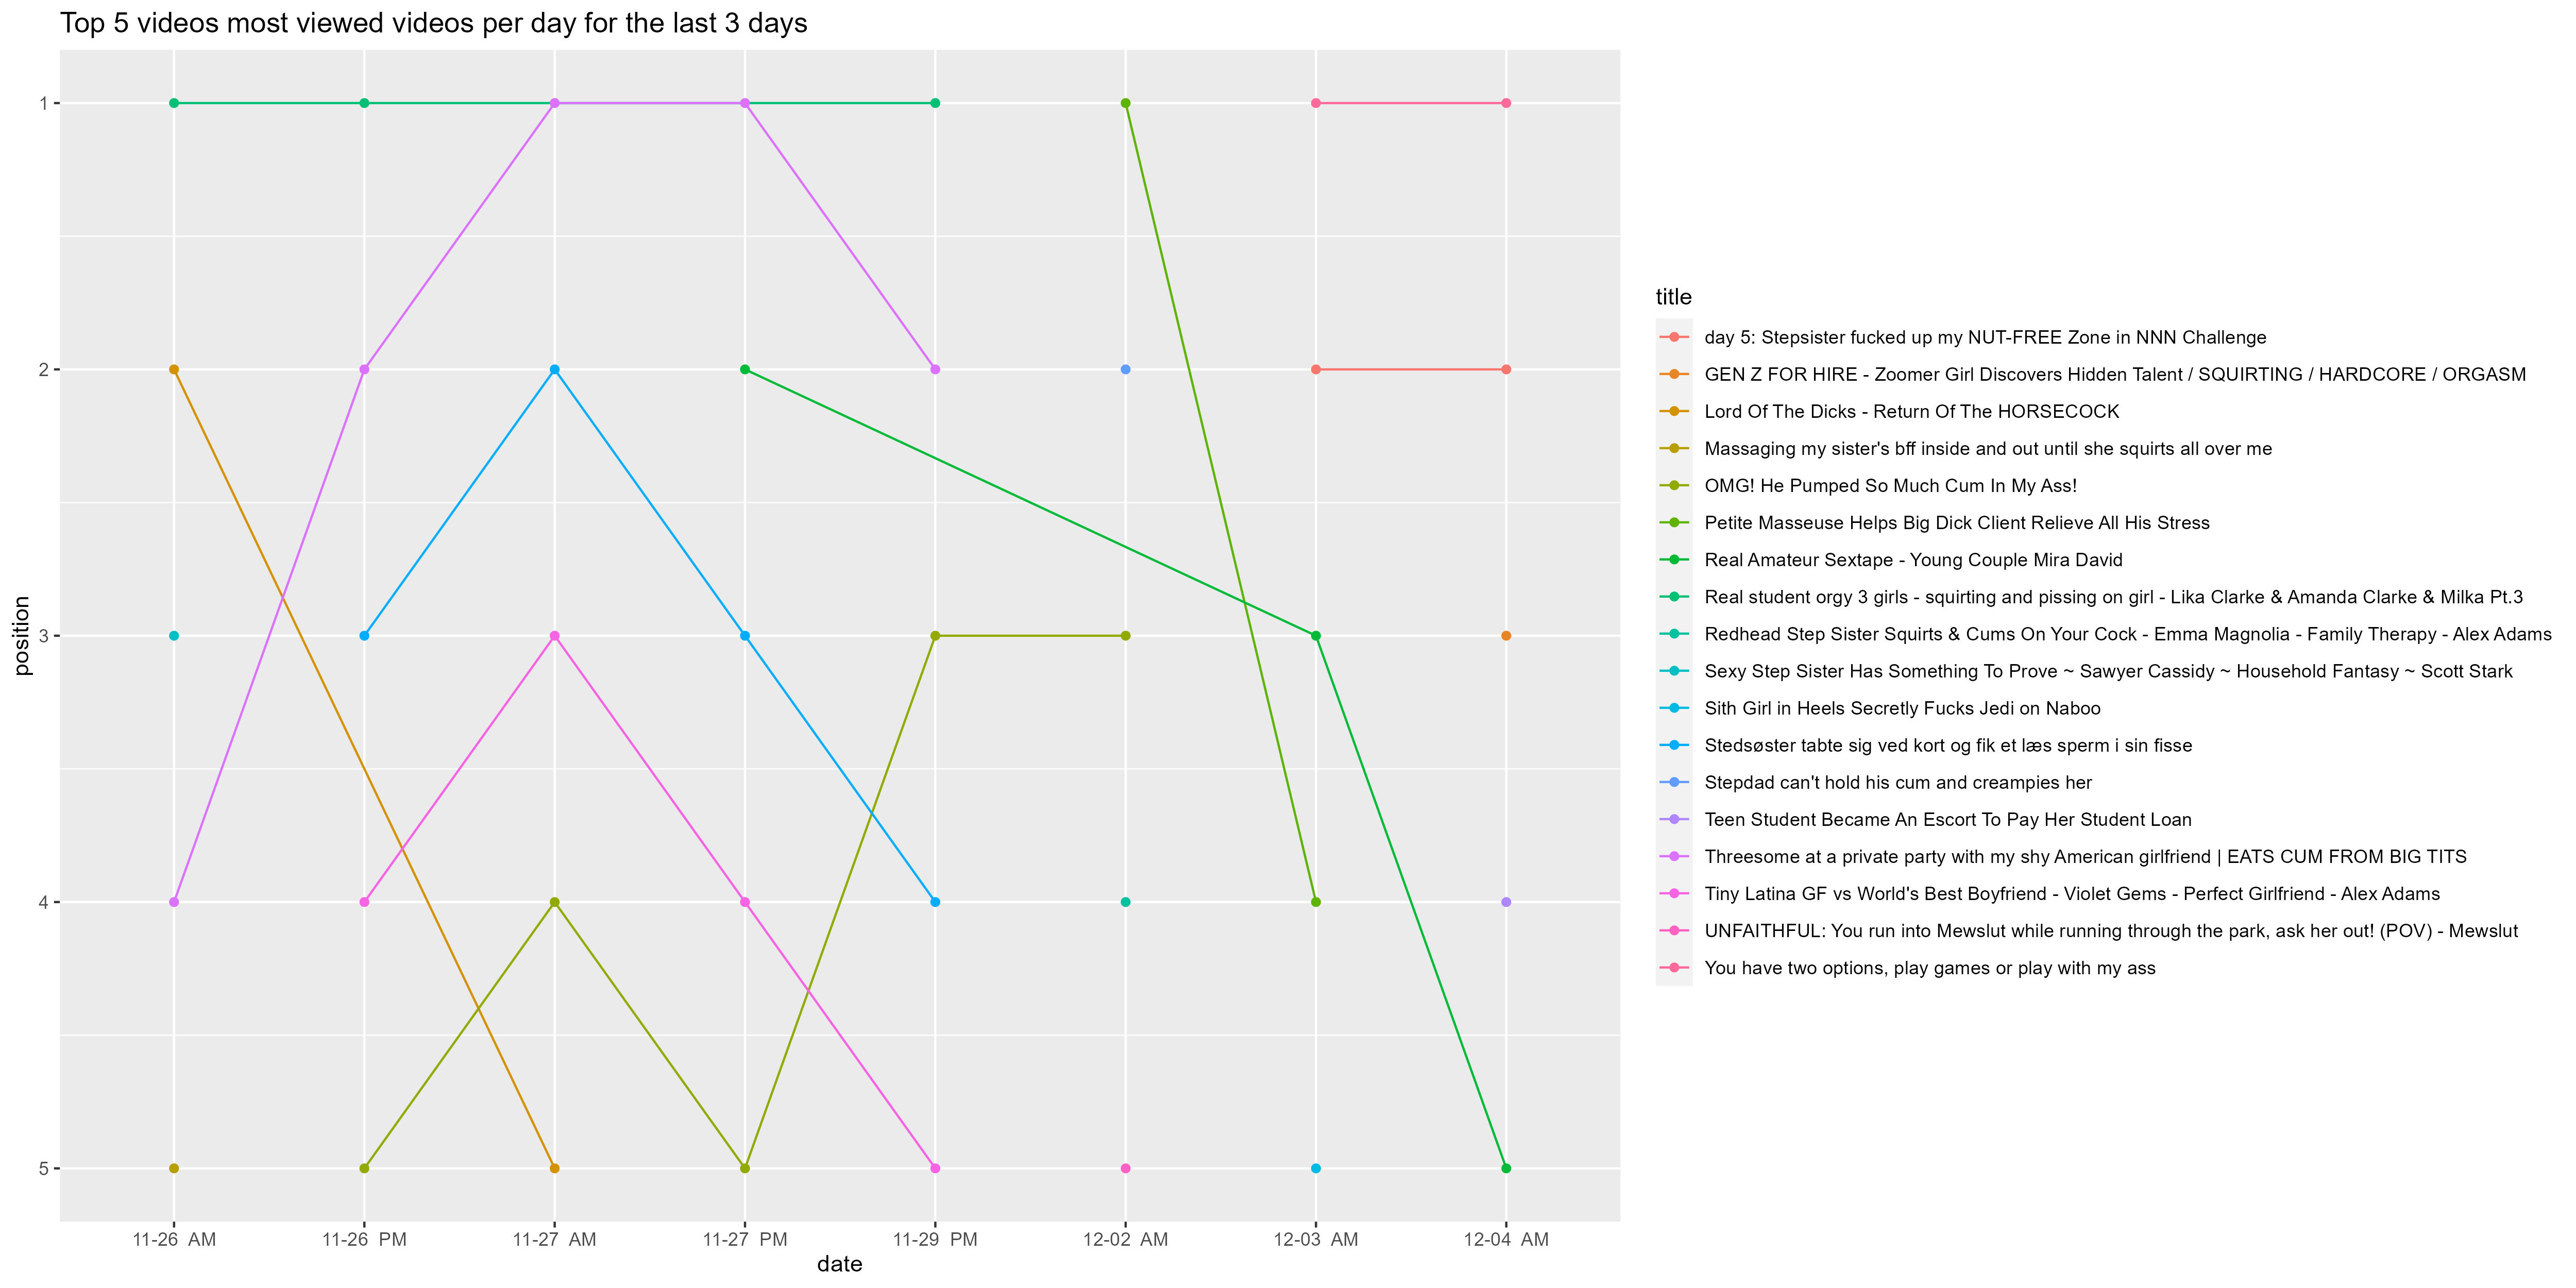 Top 5 videos most viewed videos per day for the last 3 days
position
1
2
3
4
5
11-26 AM
11-26 PM
11-27 AM
11-27 PM
11-29 PM
12-02 AM
12-03 AM
12-04 AM
date
title
day 5: Stepsister fucked up my NUT-FREE Zone in NNN Challenge
GEN Z FOR HIRE - Zoomer Girl Discovers Hidden Talent / SQUIRTING / HARDCORE / ORGASM
Lord Of The Dicks - Return Of The HORSECOCK
Massaging my sister's bff inside and out until she squirts all over me
OMG! He Pumped So Much Cum In My Ass!
Petite Masseuse Helps Big Dick Client Relieve All His Stress
Real Amateur Sextape - Young Couple Mira David
Real student orgy 3 girls - squirting and pissing on girl - Lika Clarke & Amanda Clarke & Milka Pt.3
Redhead Step Sister Squirts & Cums On Your Cock - Emma Magnolia - Family Therapy - Alex Adams
Sexy Step Sister Has Something To Prove ~ Sawyer Cassidy ~ Household Fantasy ~ Scott Stark
Sith Girl in Heels Secretly Fucks Jedi on Naboo
Stedsøster tabte sig ved kort og fik et læs sperm i sin fisse
Stepdad can't hold his cum and creampies her
Teen Student Became An Escort To Pay Her Student Loan
Threesome at a private party with my shy American girlfriend | EATS CUM FROM BIG TITS
Tiny Latina GF vs World's Best Boyfriend - Violet Gems - Perfect Girlfriend - Alex Adams
UNFAITHFUL: You run into Mewslut while running through the park, ask her out! (POV) - Mewslut
You have two options, play games or play with my ass